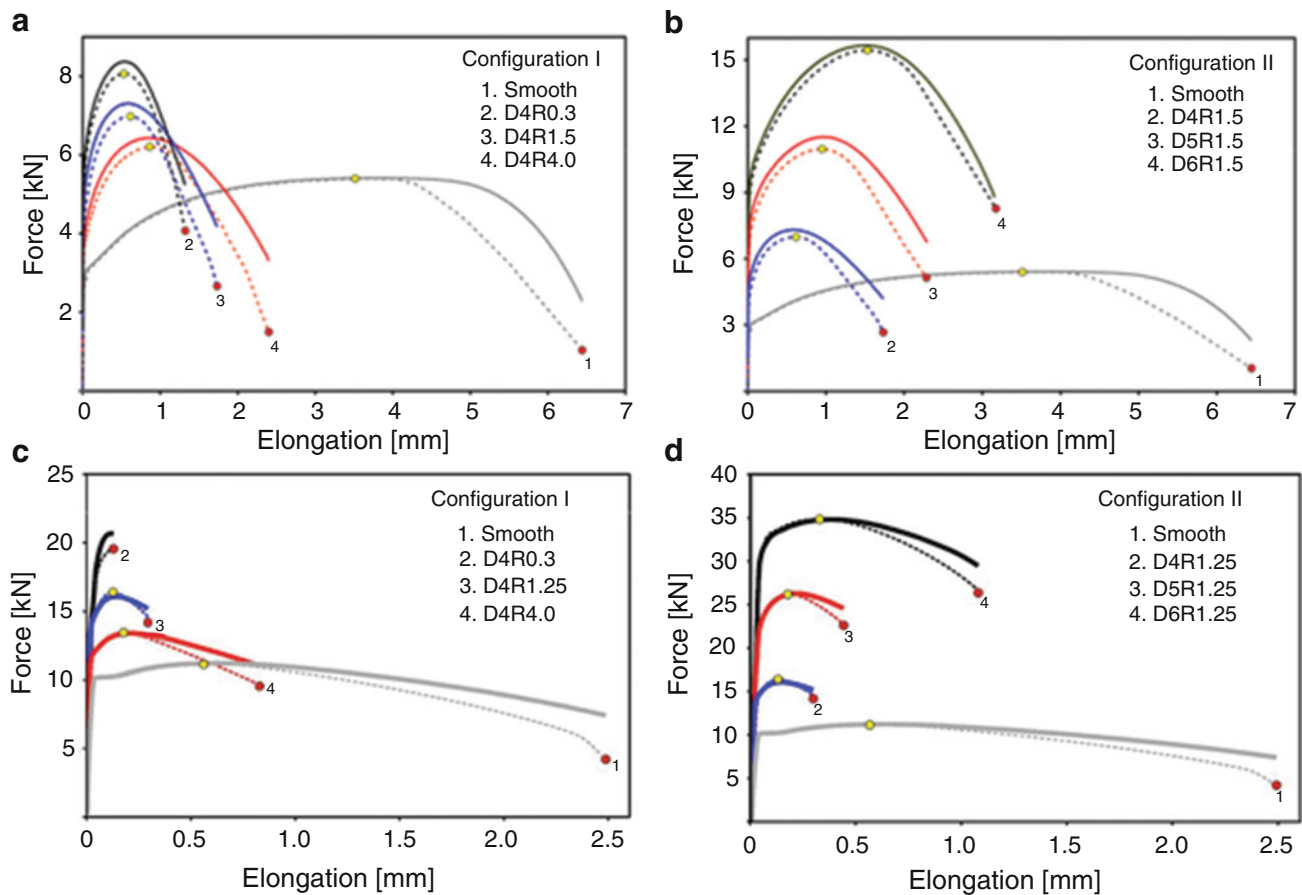 a
Configuration I
1. Smooth
2. D4R0.3
3. D4R1.5
4. D4R4.0
Force [kN]
8
6
4
2
2
3
4
1
0 1 2 3 4 5 6 7
Elongation [mm]
b
Configuration II
1. Smooth
2. D4R1.5
3. D5R1.5
4. D6R1.5
Force [kN]
15
12
9
6
3
4
3
2
1
0 1 2 3 4 5 6 7
Elongation [mm]
c
Configuration I
1. Smooth
2. D4R0.3
3. D4R1.25
4. D4R4.0
Force [kN]
25
20
15
10
5
2
3
4
1
0 0.5 1.0 1.5 2.0 2.5
Elongation [mm]
d
Configuration II
1. Smooth
2. D4R1.25
3. D5R1.25
4. D6R1.25
Force [kN]
40
35
30
25
20
15
10
5
4
3
2
1
0 0.5 1.0 1.5 2.0 2.5
Elongation [mm]